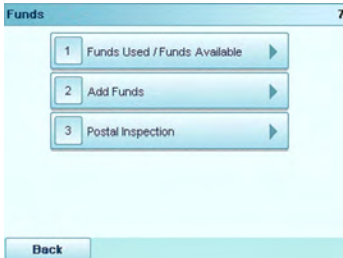 Funds 7
1 Funds Used / Funds Available
2 Add Funds
3 Postal Inspection
Back